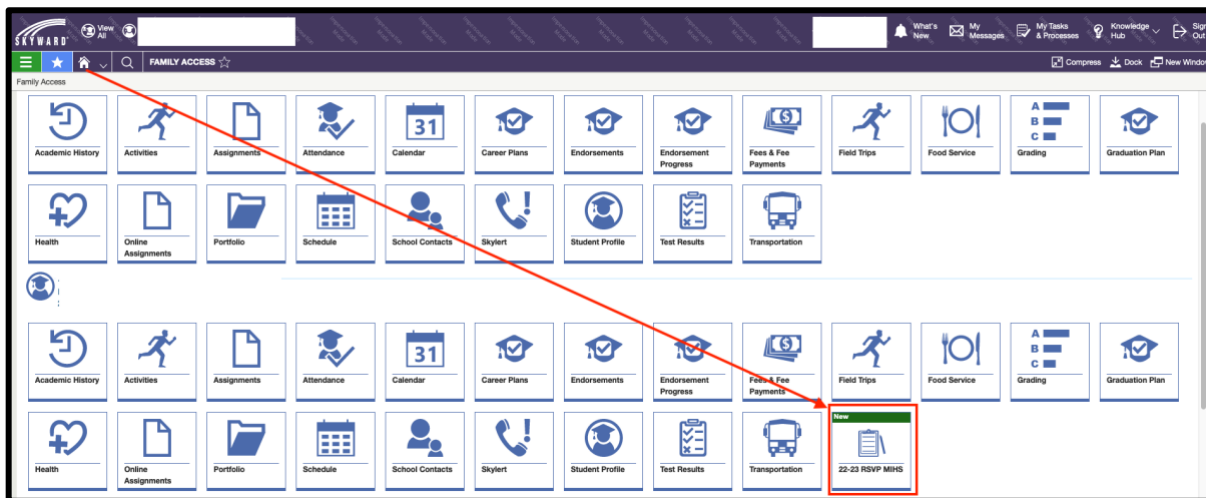 SKYWARD
View
All
What's
New
My
Messages
My Tasks
& Processes
Knowledge
Hub
Sign
Out
FAMILY ACCESS
Compress
Dock
New Window
Family Access
31
$
A
B
C
Academic History
Activities
Assignments
Attendance
Calendar
Career Plans
Endorsements
Endorsement
Progress
Fees & Fee
Payments
Field Trips
Food Service
Grading
Graduation Plan
Health
Online
Assignments
Portfolio
Schedule
School Contacts
Skylert
Student Profile
Test Results
Transportation
31
$
A
B
C
Academic History
Activities
Assignments
Attendance
Calendar
Career Plans
Endorsements
Endorsement
Progress
Fees & Fee
Payments
Field Trips
Food Service
Grading
Graduation Plan
New
Health
Online
Assignments
Portfolio
Schedule
School Contacts
Skylert
Student Profile
Test Results
Transportation
22-23 RSVP MIHS